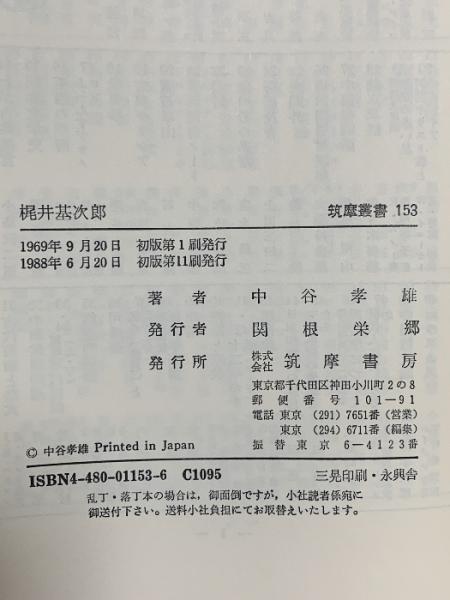 梶井基次郎　筑摩叢書 153
1969年9月20日　初版第1刷発行
1988年6月20日　初版第11刷発行
著者　中谷孝雄
発行者　関根栄郷
発行所　株式会社 筑摩書房
東京都千代田区神田小川町2の8
郵便番号　101-91
電話 東京 (291) 7651番(営業)
東京 (294) 6711番(編集)
振替東京　6-4123番
© 中谷孝雄 Printed in Japan
ISBN4-480-01153-6　C1095　三晃印刷・永興舎
乱丁・落丁本の場合は，御面倒ですが，小社読者係宛に
御送付下さい。送料小社負担にてお取替えいたします。